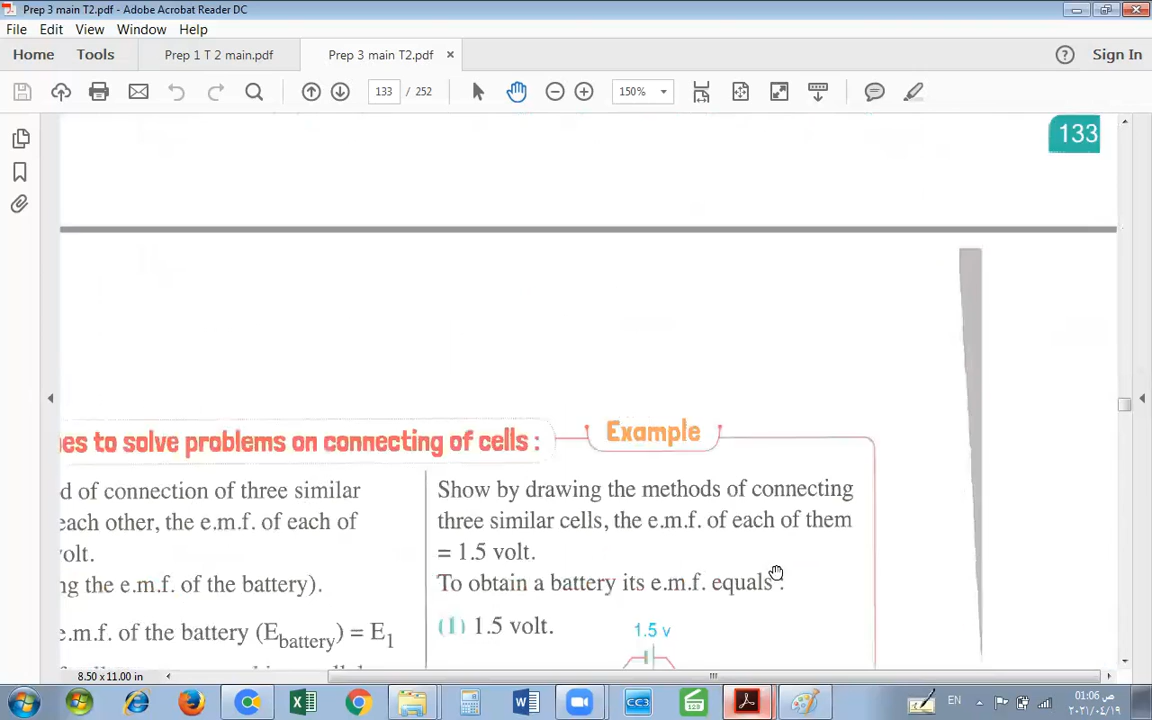 Prep 3 main T2.pdf - Adobe Acrobat Reader DC
File Edit View Window Help
Home Tools Prep 1 T 2 main.pdf Prep 3 main T2.pdf × Sign In
133 / 252 150%
133
es to solve problems on connecting of cells :
Example
d of connection of three similar
each other, the e.m.f. of each of
volt.
ng the e.m.f. of the battery).
e.m.f. of the battery (E_battery) = E_1
Show by drawing the methods of connecting
three similar cells, the e.m.f. of each of them
= 1.5 volt.
To obtain a battery its e.m.f. equals :
(1) 1.5 volt.
1.5 v
8.50 x 11.00 in
EN
01:06 ص
٢٠٢١/٠٤/١٩